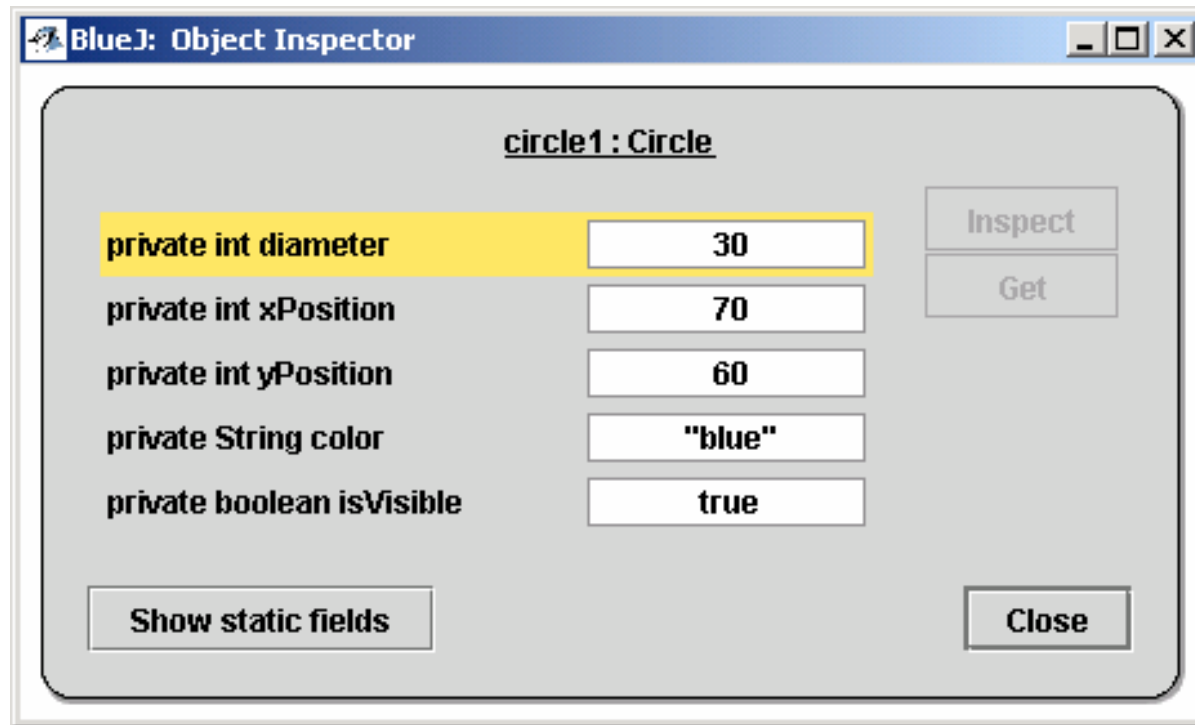 BlueJ: Object Inspector
circle1 : Circle
private int diameter 30
private int xPosition 70
private int yPosition 60
private String color "blue"
private boolean isVisible true
Inspect
Get
Show static fields
Close